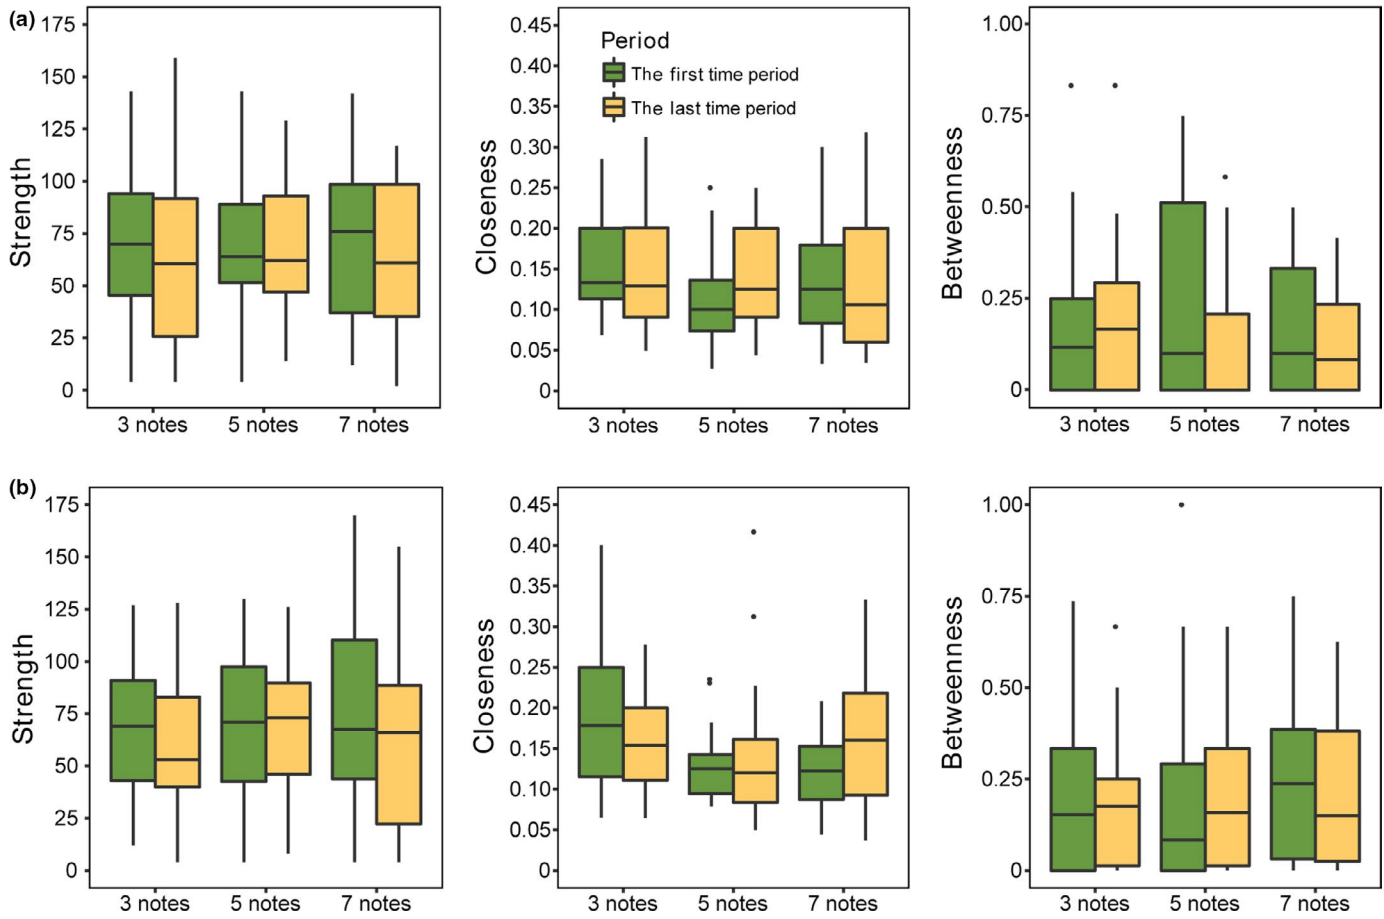 (a)
Strength
175
150
125
100
75
50
25
0
3 notes 5 notes 7 notes
Closeness
0.45
0.40
0.35
0.30
0.25
0.20
0.15
0.10
0.05
0
Period
The first time period
The last time period
3 notes 5 notes 7 notes
Betweenness
1.00
0.75
0.50
0.25
0
3 notes 5 notes 7 notes
(b)
Strength
175
150
125
100
75
50
25
0
3 notes 5 notes 7 notes
Closeness
0.45
0.40
0.35
0.30
0.25
0.20
0.15
0.10
0.05
0
3 notes 5 notes 7 notes
Betweenness
1.00
0.75
0.50
0.25
0
3 notes 5 notes 7 notes